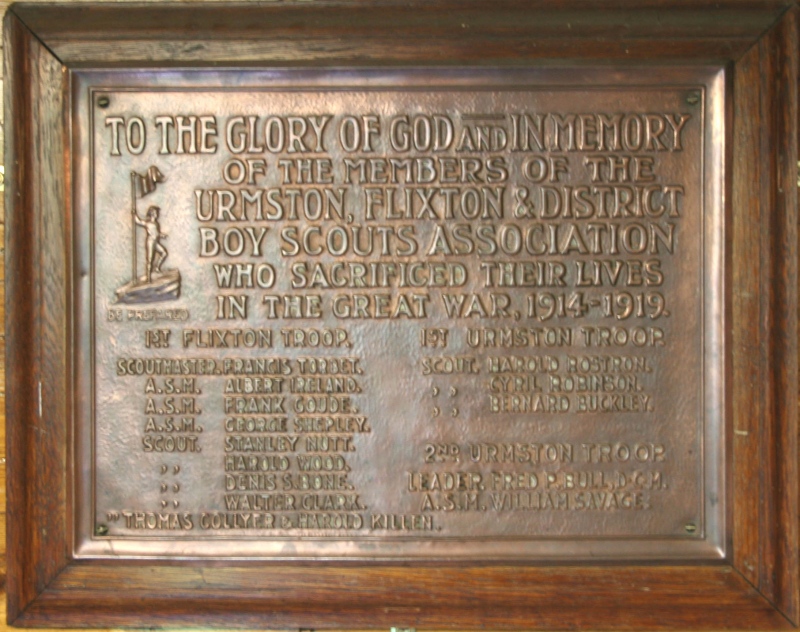 TO THE GLORY OF GOD AND IN MEMORY
OF THE MEMBERS OF THE
URMSTON, FLIXTON & DISTRICT
BOY SCOUTS ASSOCIATION
WHO SACRIFICED THEIR LIVES
IN THE GREAT WAR, 1914-1919.
BE PREPARED
1ST FLIXTON TROOP.
SCOUTMASTER. FRANCIS TORBET.
A.S.M. ALBERT IRELAND.
A.S.M. FRANK GOUDE.
A.S.M. GEORGE SHEPLEY.
SCOUT. STANLEY NUTT.
,, HAROLD WOOD.
,, DENIS S. BONE.
,, WALTER CLARK.
,, THOMAS COLLYER & HAROLD KILLEN.
1ST URMSTON TROOP.
SCOUT. HAROLD ROSTRON.
,, CYRIL ROBINSON.
,, BERNARD BUCKLEY.
2ND URMSTON TROOP.
LEADER FRED P. BULL, D.C.M.
A.S.M. WILLIAM SAVAGE.